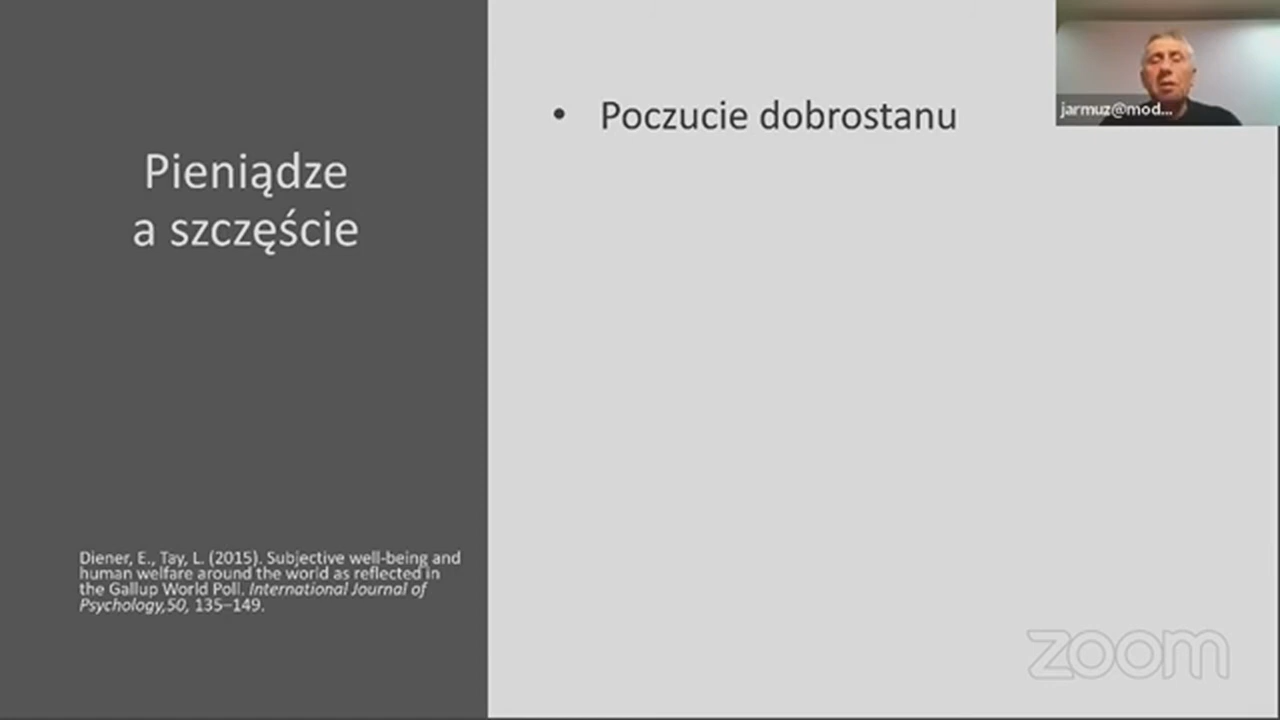 Pieniądze
a szczęście
• Poczucie dobrostanu
jarmuz@mod...
Diener, E., Tay, L. (2015). Subjective well-being and
human welfare around the world as reflected in
the Gallup World Poll. International Journal of
Psychology,50, 135–149.
zoom